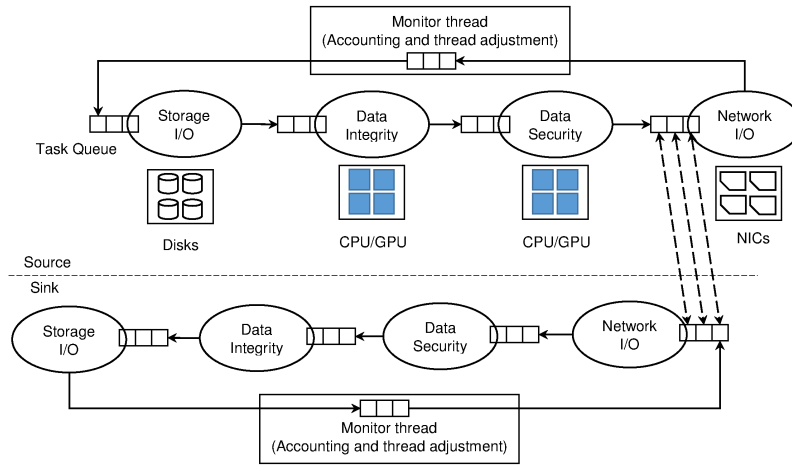 Monitor thread
(Accounting and thread adjustment)
Storage
I/O
Data
Integrity
Data
Security
Network
I/O
Task Queue
Disks
CPU/GPU
CPU/GPU
NICs
Source
Sink
Storage
I/O
Data
Integrity
Data
Security
Network
I/O
Monitor thread
(Accounting and thread adjustment)